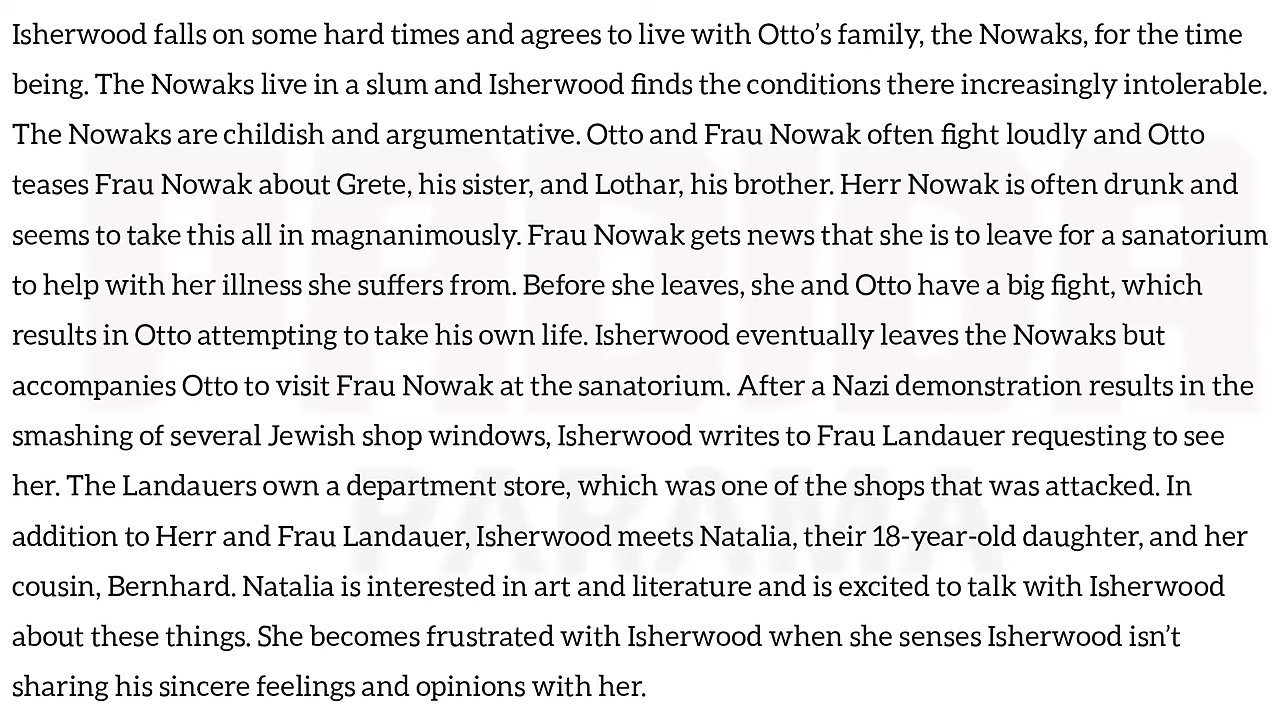 Isherwood falls on some hard times and agrees to live with Otto’s family, the Nowaks, for the time
being. The Nowaks live in a slum and Isherwood finds the conditions there increasingly intolerable.
The Nowaks are childish and argumentative. Otto and Frau Nowak often fight loudly and Otto
teases Frau Nowak about Grete, his sister, and Lothar, his brother. Herr Nowak is often drunk and
seems to take this all in magnanimously. Frau Nowak gets news that she is to leave for a sanatorium
to help with her illness she suffers from. Before she leaves, she and Otto have a big fight, which
results in Otto attempting to take his own life. Isherwood eventually leaves the Nowaks but
accompanies Otto to visit Frau Nowak at the sanatorium. After a Nazi demonstration results in the
smashing of several Jewish shop windows, Isherwood writes to Frau Landauer requesting to see
her. The Landauers own a department store, which was one of the shops that was attacked. In
addition to Herr and Frau Landauer, Isherwood meets Natalia, their 18-year-old daughter, and her
cousin, Bernhard. Natalia is interested in art and literature and is excited to talk with Isherwood
about these things. She becomes frustrated with Isherwood when she senses Isherwood isn’t
sharing his sincere feelings and opinions with her.